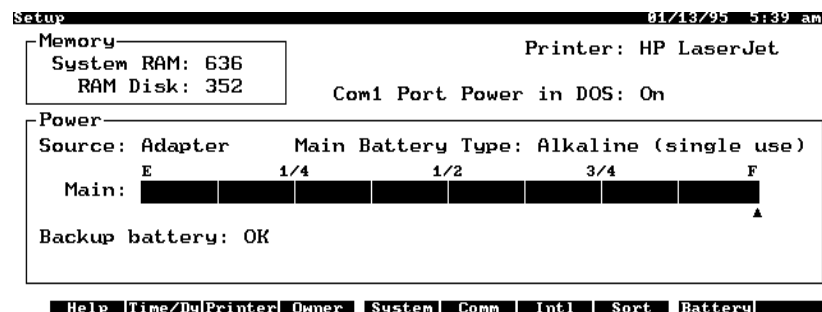 Setup 01/13/95 5:39 am
Memory
System RAM: 636
RAM Disk: 352
Printer: HP LaserJet
Com1 Port Power in DOS: On
Power
Source: Adapter Main Battery Type: Alkaline (single use)
E 1/4 1/2 3/4 F
Main:
Backup battery: OK
Help Time/Dy Printer Owner System Comm Intl Sort Battery